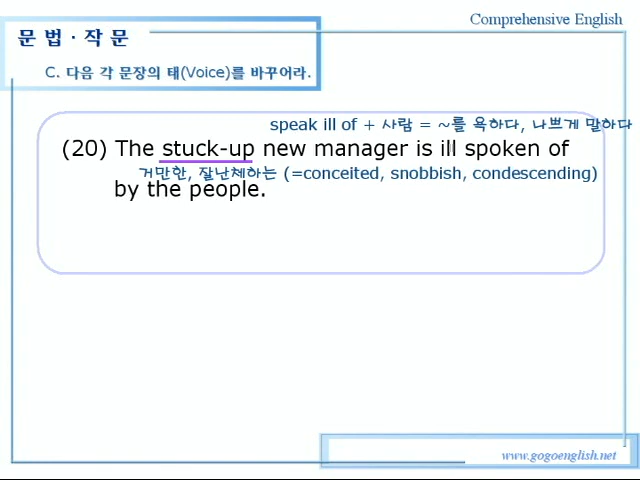 Comprehensive English
문 법 · 작 문
C. 다음 각 문장의 태(Voice)를 바꾸어라.
speak ill of + 사람 = ~를 욕하다, 나쁘게 말하다
(20) The stuck-up new manager is ill spoken of
거만한, 잘난체하는 (=conceited, snobbish, condescending)
by the people.
www.gogoenglish.net